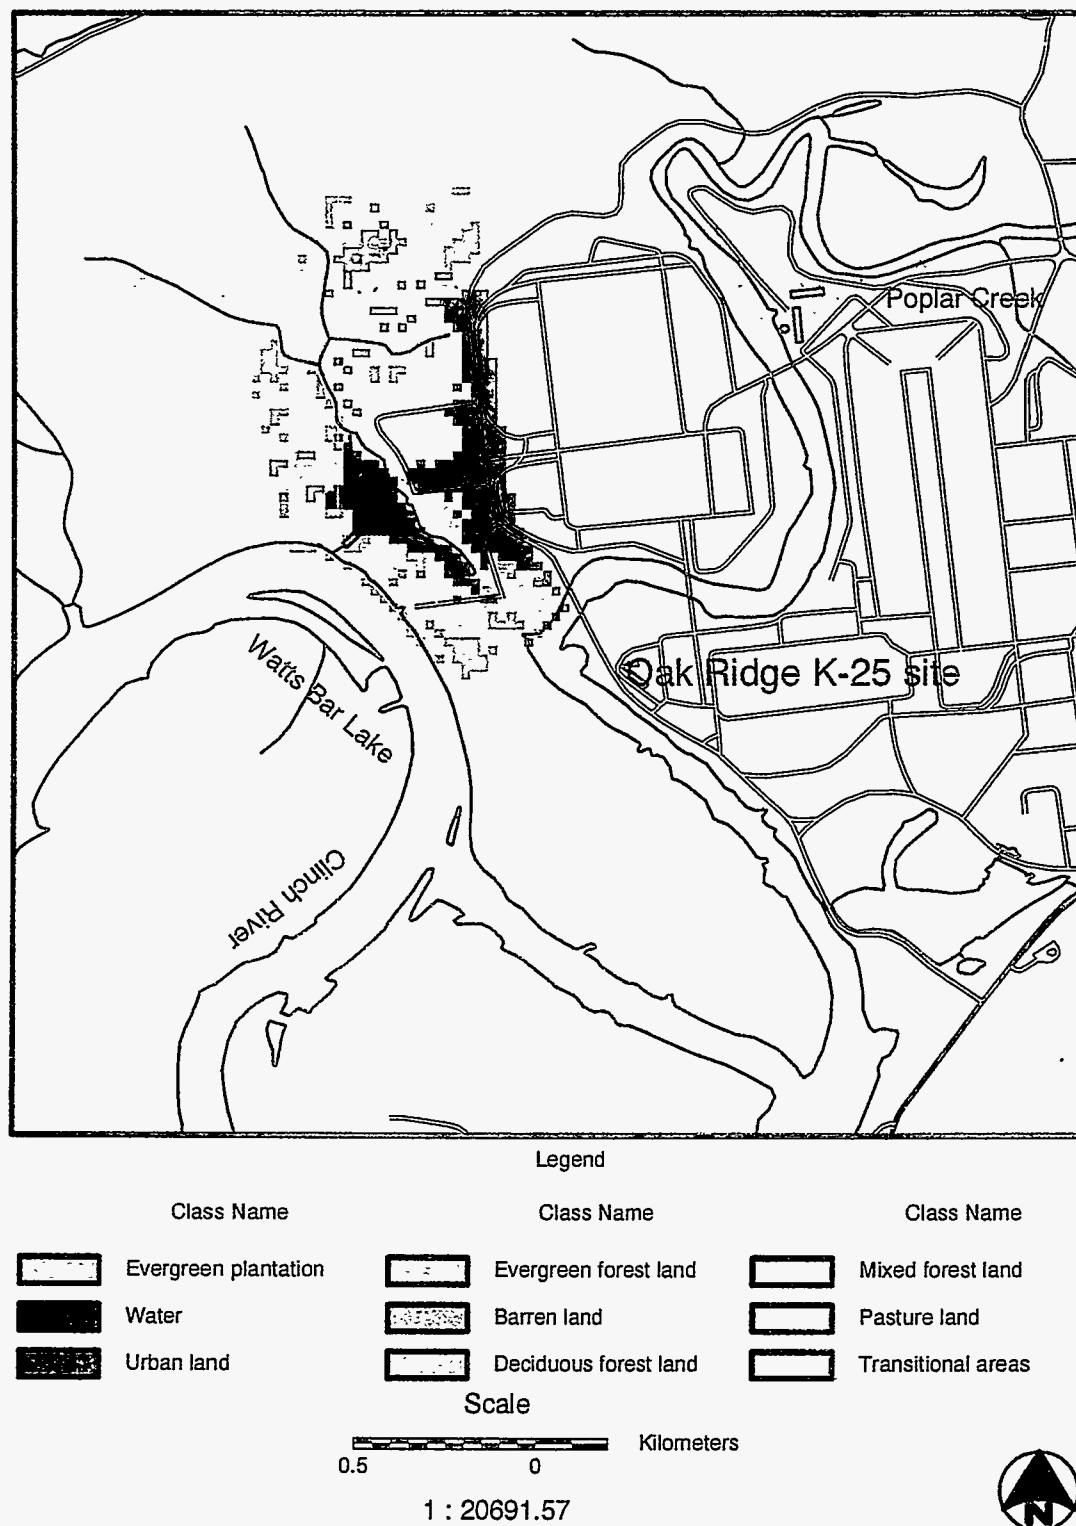 Poplar Creek
Oak Ridge K-25 site
Watts Bar Lake
Clinch River
Legend
Class Name Class Name Class Name
Evergreen plantation Evergreen forest land Mixed forest land
Water Barren land Pasture land
Urban land Deciduous forest land Transitional areas
Scale
Kilometers
0.5 0
1 : 20691.57
N